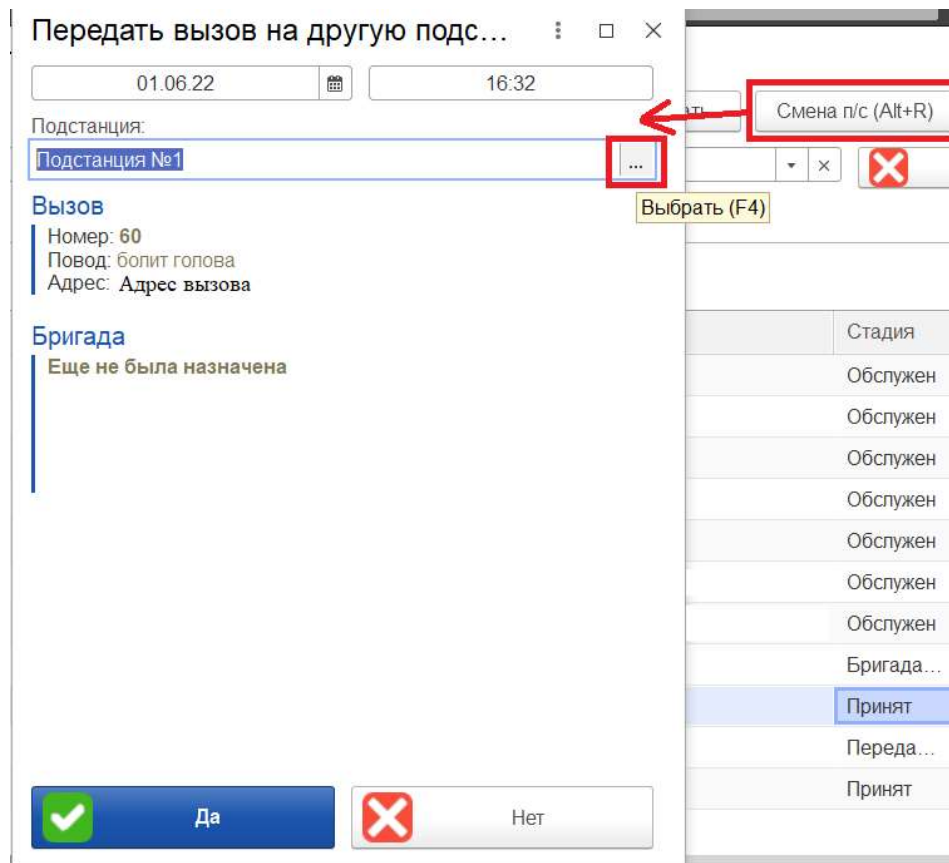 Передать вызов на другую подс...
01.06.22 16:32
Смена п/с (Alt+R)
Подстанция:
Подстанция №1 ...
Выбрать (F4)
Вызов
Номер: 60
Повод: болит голова
Адрес: Адрес вызова
Бригада
Еще не была назначена
Стадия
Обслужен
Обслужен
Обслужен
Обслужен
Обслужен
Обслужен
Обслужен
Бригада...
Принят
Переда...
Принят
Да
Нет